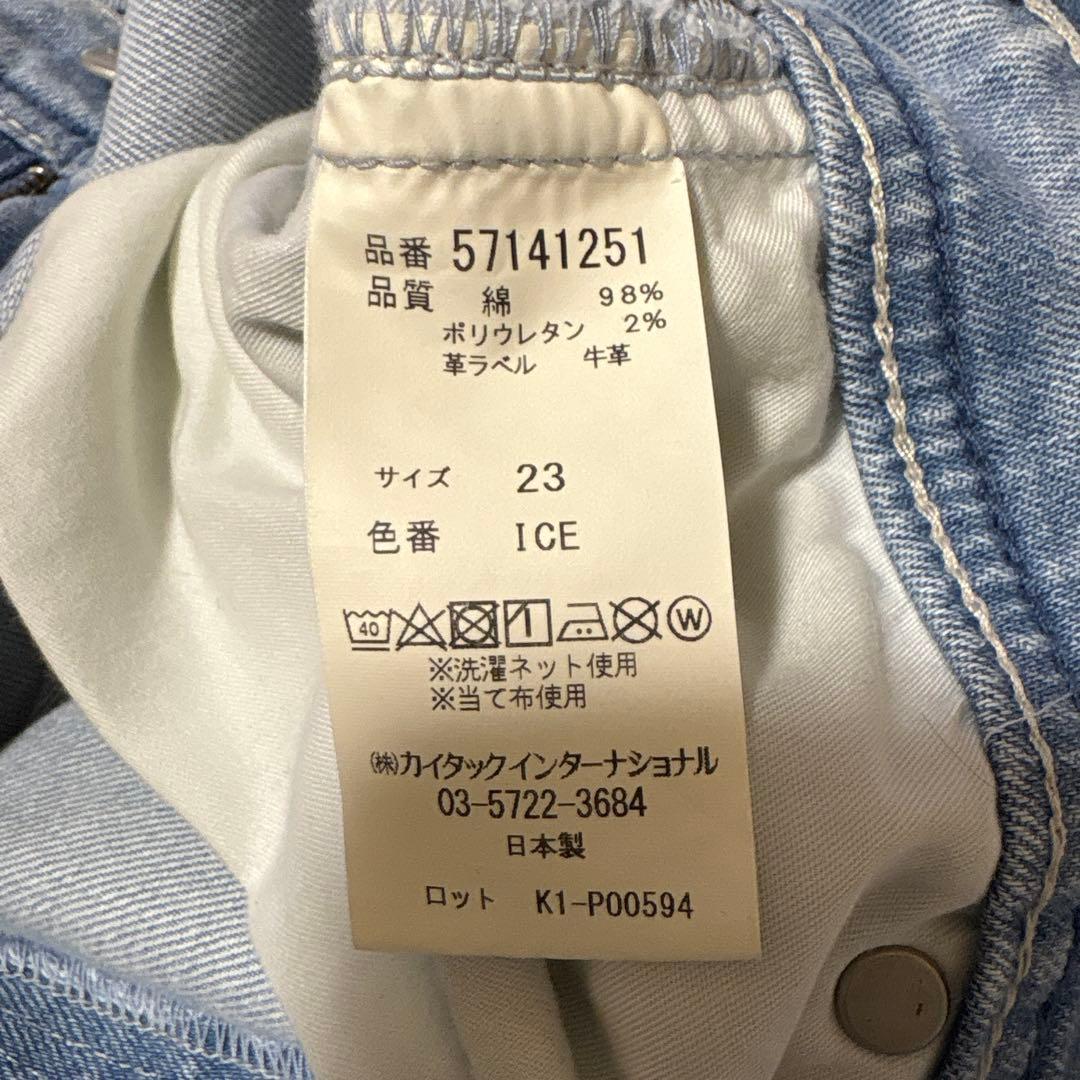 品番 57141251
品質 綿 98%
ポリウレタン 2%
革ラベル 牛革
サイズ 23
色番 ICE
40 W
※洗濯ネット使用
※当て布使用
㈱カイタックインターナショナル
03-5722-3684
日本製
ロット K1-P00594